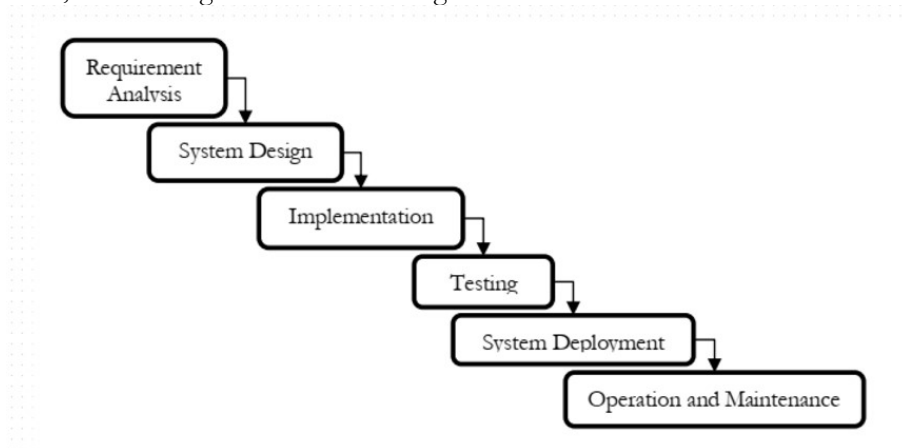 Requirement
Analysis
System Design
Implementation
Testing
System Deployment
Operation and Maintenance